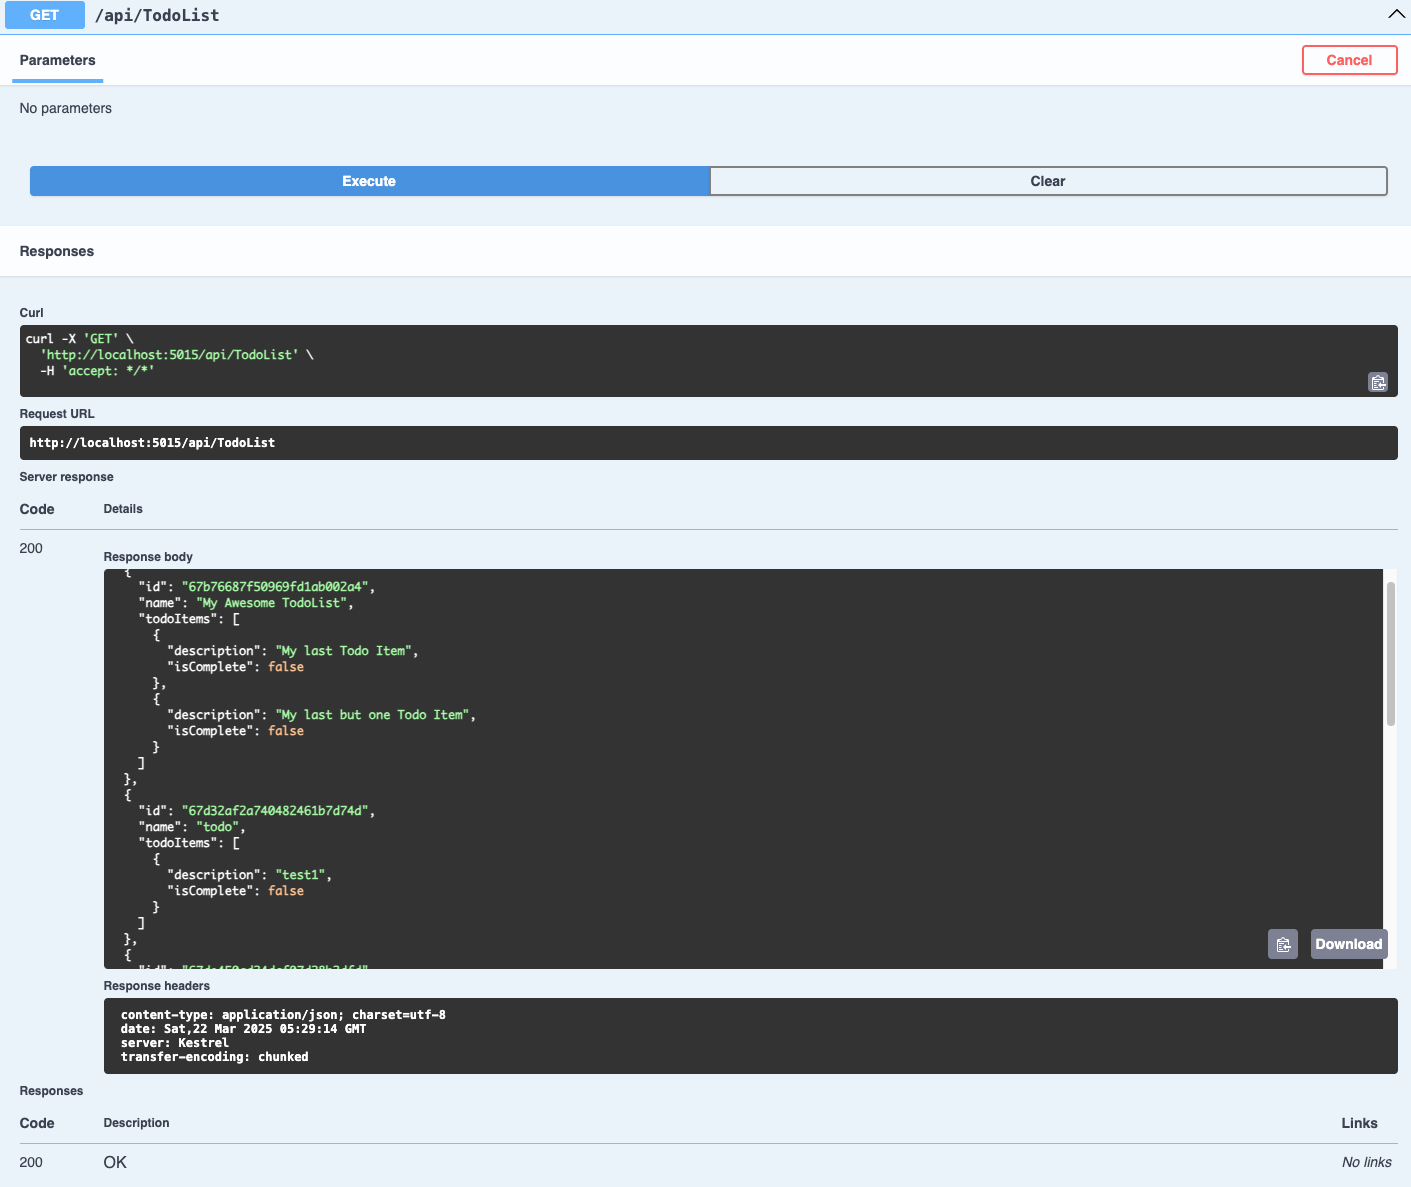 GET /api/TodoList
Parameters
Cancel
No parameters
Execute
Clear
Responses
Curl
curl -X 'GET' \
'http://localhost:5015/api/TodoList' \
-H 'accept: */*'
Request URL
http://localhost:5015/api/TodoList
Server response
Code Details
200
Response body
{
"id": "67b76687f50969fd1ab002a4",
"name": "My Awesome TodoList",
"todoItems": [
{
"description": "My last Todo Item",
"isComplete": false
},
{
"description": "My last but one Todo Item",
"isComplete": false
}
]
},
{
"id": "67d32af2a740482461b7d74d",
"name": "todo",
"todoItems": [
{
"description": "test1",
"isComplete": false
}
]
},
{
"id":
Download
Response headers
content-type: application/json; charset=utf-8
date: Sat,22 Mar 2025 05:29:14 GMT
server: Kestrel
transfer-encoding: chunked
Responses
Code Description Links
200 OK No links